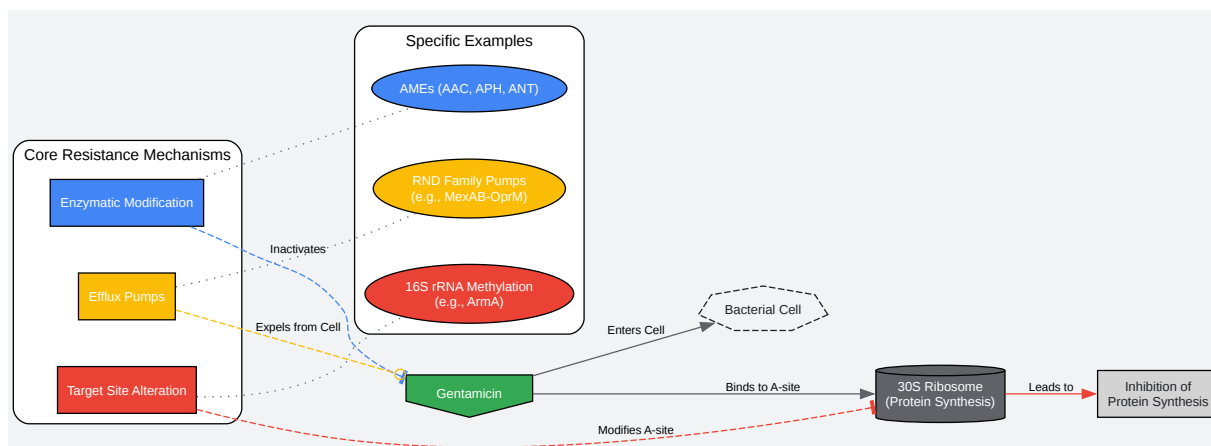 Specific Examples
AMEs (AAC, APH, ANT)
RND Family Pumps
(e.g., MexAB-OprM)
16S rRNA Methylation
(e.g., ArmA)
Core Resistance Mechanisms
Enzymatic Modification
Efflux Pumps
Target Site Alteration
Inactivates
Expels from Cell
Modifies A-site
Gentamicin
Enters Cell
Bacterial Cell
Binds to A-site
30S Ribosome
(Protein Synthesis)
Leads to
Inhibition of
Protein Synthesis